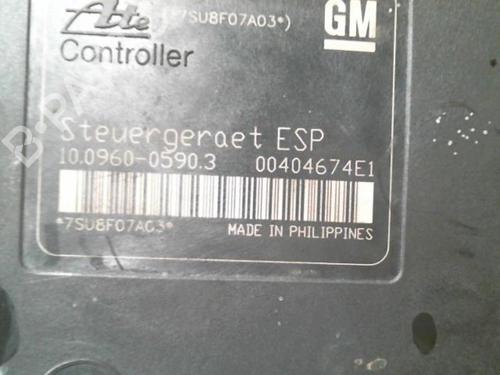 Ate (*7SU8F07A03*) GM
Controller
Steuergeraet ESP
10.0960-0590.3 00404674E1
*7SU8F07A03* MADE IN PHILIPPINES